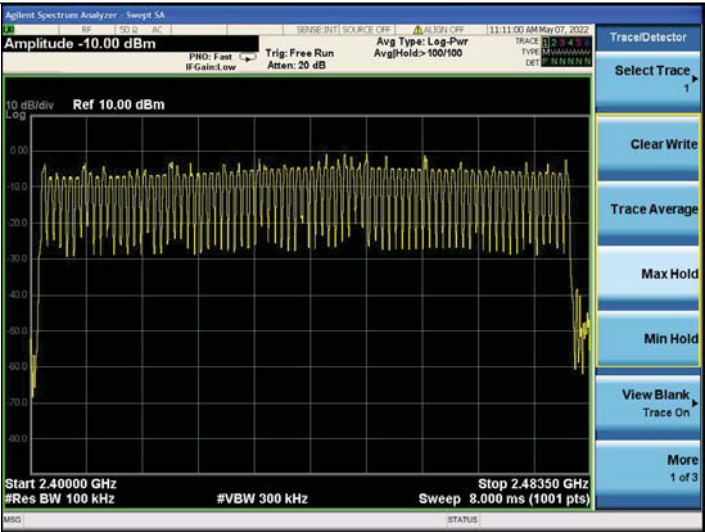 Agilent Spectrum Analyzer - Swept SA
RF 50 Ω AC SENSE:INT SOURCE OFF ALIGN OFF 11:11:00 AM May 07, 2022
Amplitude -10.00 dBm
PNO: Fast
IFGain:Low
Trig: Free Run
Atten: 20 dB
Avg Type: Log-Pwr
Avg|Hold:> 100/100
TRACE 1 2 3 4 5 6
TYPE
DET P N N N N N
10 dB/div Ref 10.00 dBm
Log
0.00
-10.0
-20.0
-30.0
-40.0
-50.0
-60.0
-70.0
-80.0
Start 2.40000 GHz
Stop 2.48350 GHz
#Res BW 100 kHz
#VBW 300 kHz
Sweep 8.000 ms (1001 pts)
MSG
STATUS
Trace/Detector
Select Trace
1
Clear Write
Trace Average
Max Hold
Min Hold
View Blank
Trace On
More
1 of 3